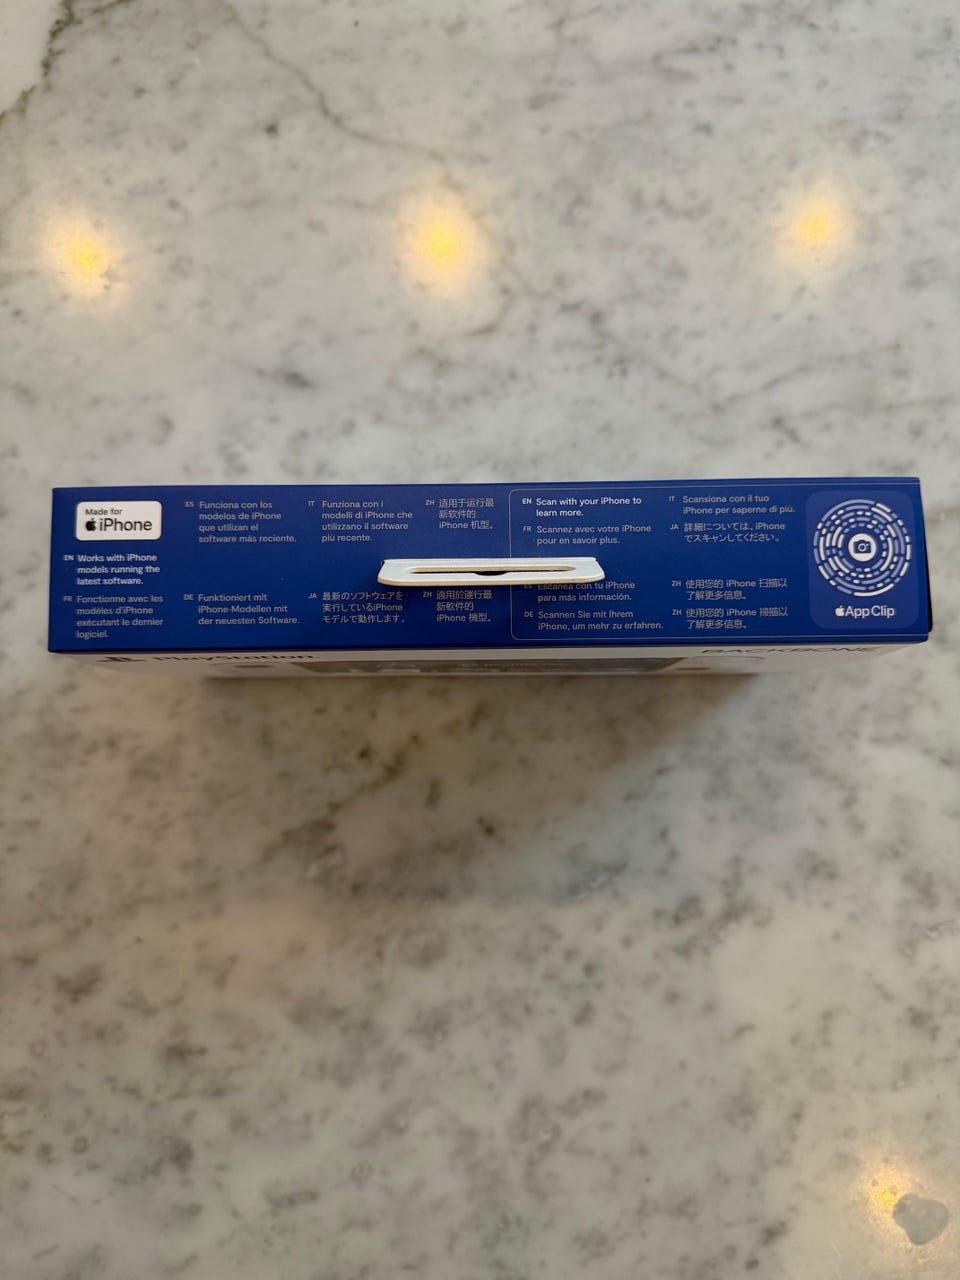 Made for
iPhone
EN Works with iPhone
models running the
latest software.
FR Fonctionne avec les
modèles d'iPhone
exécutant le dernier
logiciel.
ES Funciona con los
modelos de iPhone
que utilizan el
software más reciente.
DE Funktioniert mit
iPhone-Modellen mit
der neuesten Software.
IT Funziona con i
modelli di iPhone che
utilizzano il software
più recente.
JA 最新のソフトウェアを
実行しているiPhone
モデルで動作します。
ZH 适用于运行最
新软件的
iPhone 机型。
ZH 適用於運行最
新軟件的
iPhone 機型。
EN Scan with your iPhone to
learn more.
FR Scannez avec votre iPhone
pour en savoir plus.
ES Escanea con tu iPhone
para más información.
DE Scannen Sie mit Ihrem
iPhone, um mehr zu erfahren.
IT Scansiona con il tuo
iPhone per saperne di più.
JA 詳細については、iPhone
でスキャンしてください。
ZH 使用您的 iPhone 扫描以
了解更多信息。
ZH 使用您的 iPhone 掃描以
了解更多信息。
App Clip
PlayStation
BACKBONE